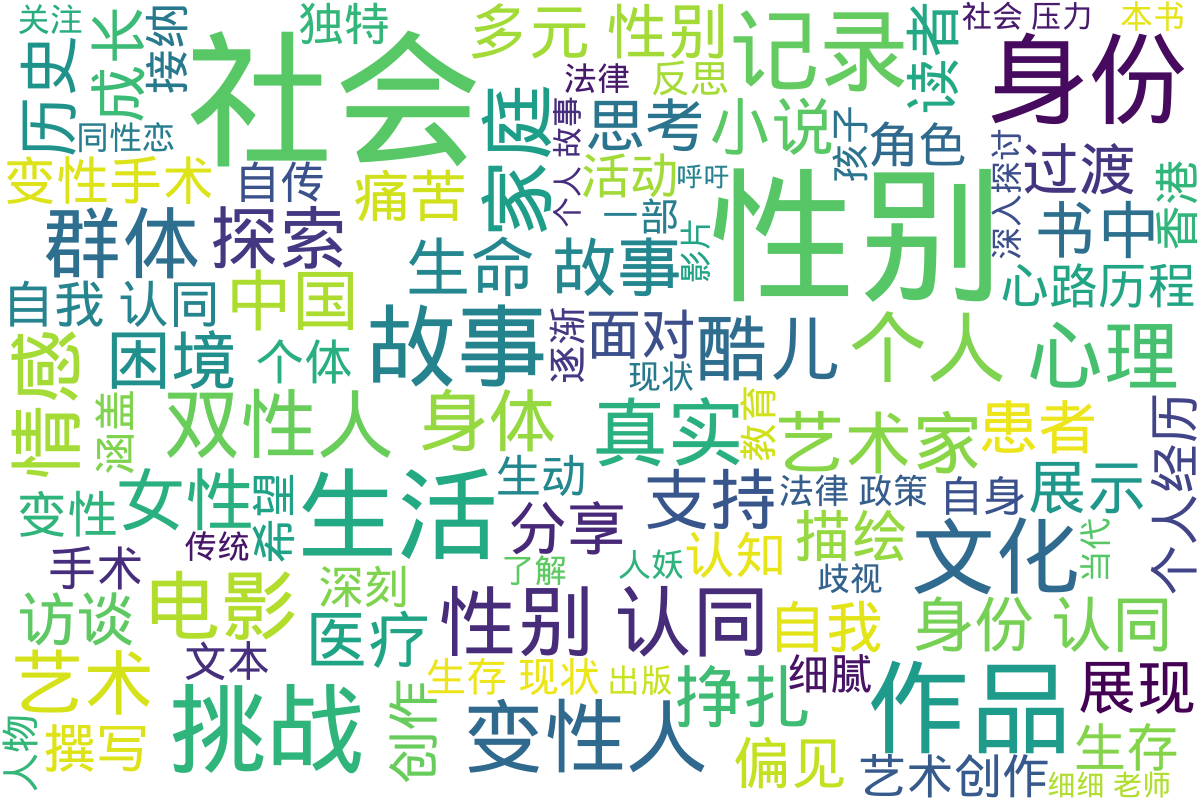 关注
成长
接纳
独特
多元 性别
记录
读者
社会 压力
本书
历史
社会
法律
反思
身份
同性恋
家庭
故事
思考
小说
孩子
角色
深入 探讨
过渡
变性手术
自传
痛苦
个人
活动
呼吁
性别
书中
香港
群体
探索
一部
影片
生命 故事
自我 认同
中国
心路历程
情感
困境
个体
故事
逐渐
面对
酷儿
个人
心理
现状
涵盖
双性人
身体
真实
教育
艺术家
患者
个人经历
变性
女性
希望
生活
生动
支持
法律 政策
自身
展示
传统
分享
描绘
文化
当代
手术
了解
人妖
认知
歧视
访谈
电影
深刻
医疗
性别 认同
自我
身份 认同
艺术
文本
生存 现状
出版
挣扎
细腻
作品
展现
人物
撰写
挑战
创作
变性人
偏见
艺术创作
生存
细细 老师